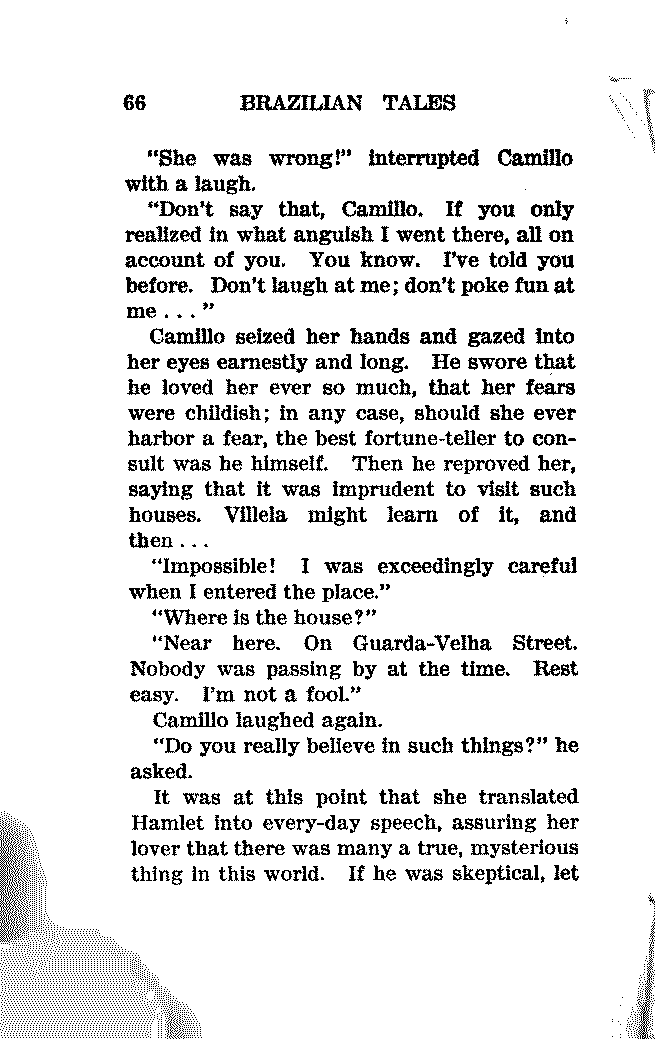 66 BRAZILIAN TALES
"She was wrong!" interrupted Camillo
with a laugh.
"Don't say that, Camillo. If you only
realized in what anguish I went there, all on
account of you. You know. I've told you
before. Don't laugh at me; don't poke fun at
me . . . "
Camillo seized her hands and gazed into
her eyes earnestly and long. He swore that
he loved her ever so much, that her fears
were childish; in any case, should she ever
harbor a fear, the best fortune-teller to con-
sult was he himself. Then he reproved her,
saying that it was imprudent to visit such
houses. Villela might learn of it, and
then . . .
"Impossible! I was exceedingly careful
when I entered the place."
"Where is the house?"
"Near here. On Guarda-Velha Street.
Nobody was passing by at the time. Rest
easy. I'm not a fool."
Camillo laughed again.
"Do you really believe in such things?" he
asked.
It was at this point that she translated
Hamlet into every-day speech, assuring her
lover that there was many a true, mysterious
thing in this world. If he was skeptical, let